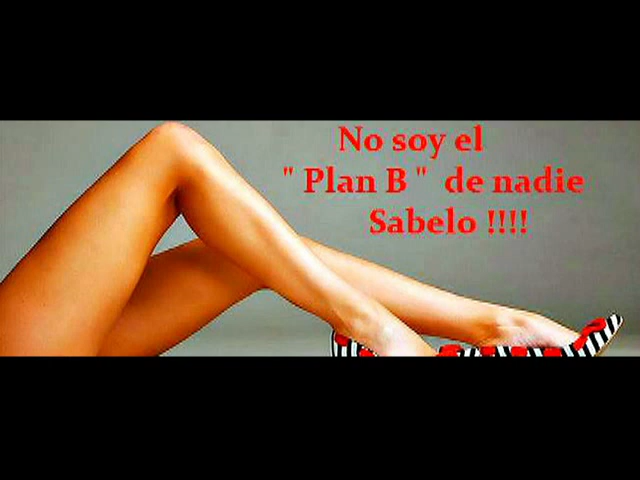 No soy el
" Plan B " de nadie
Sabelo !!!!